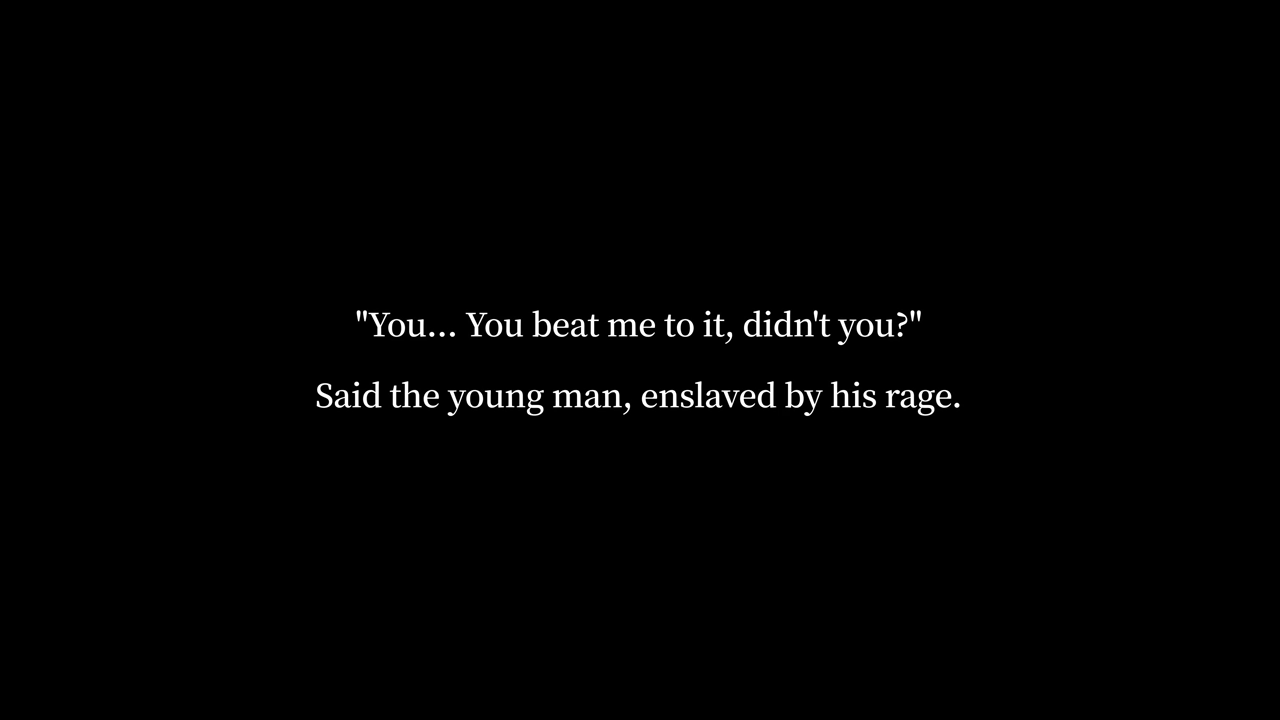 "You... You beat me to it, didn't you?"
Said the young man, enslaved by his rage.